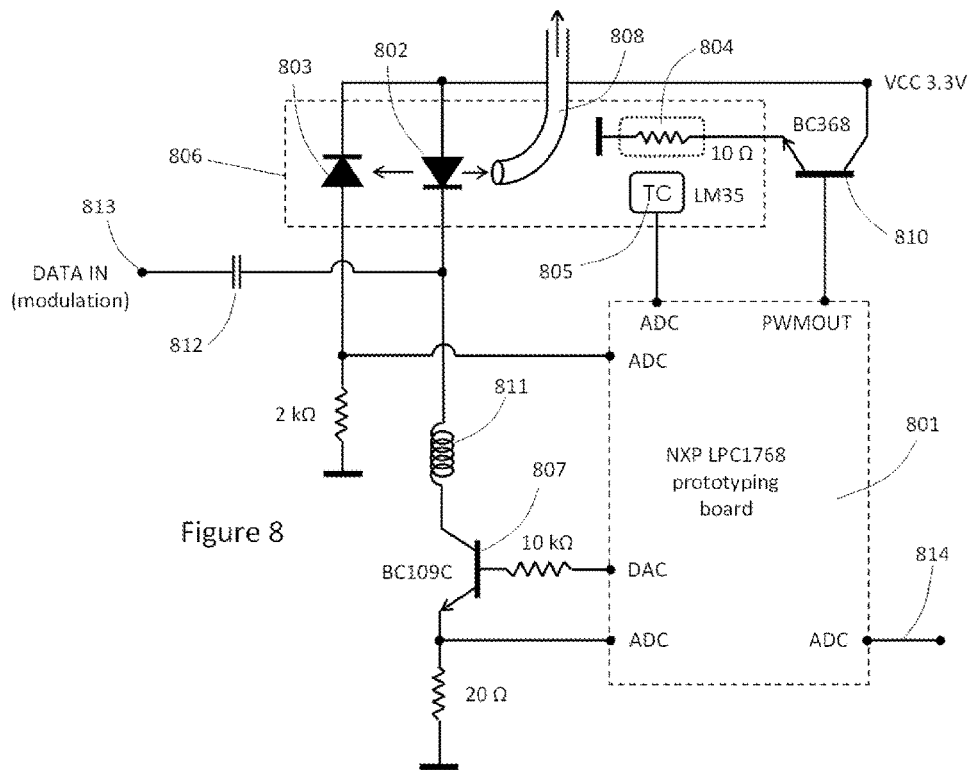 808
802
804
803
VCC 3.3V
BC368
806
10 Ω
TC
LM35
813
810
805
DATA IN
(modulation)
812
ADC
PWMOUT
ADC
811
2 kΩ
801
NXP LPC1768
prototyping
board
807
Figure 8
10 kΩ
BC109C
DAC
814
ADC
ADC
20 Ω